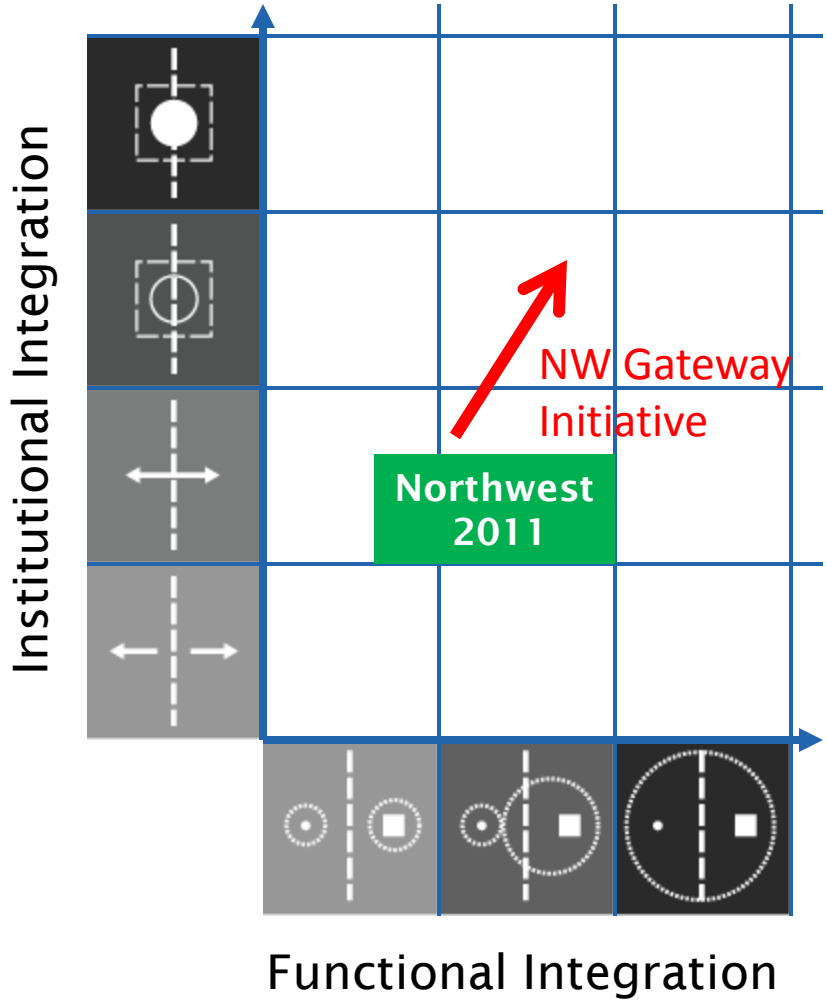 Institutional Integration
NW Gateway
Initiative
Northwest
2011
Functional Integration